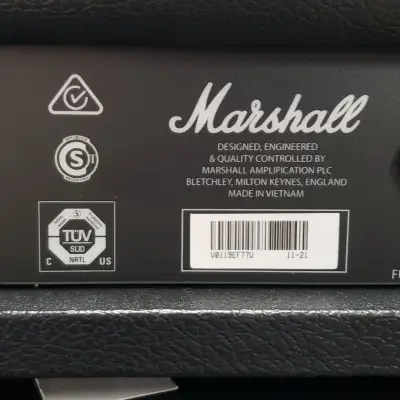 Marshall
DESIGNED, ENGINEERED
& QUALITY CONTROLLED BY
MARSHALL AMPLIFICATION PLC
BLETCHLEY, MILTON KEYNES, ENGLAND
MADE IN VIETNAM
TÜV
SÜD
C NRTL US
11-21